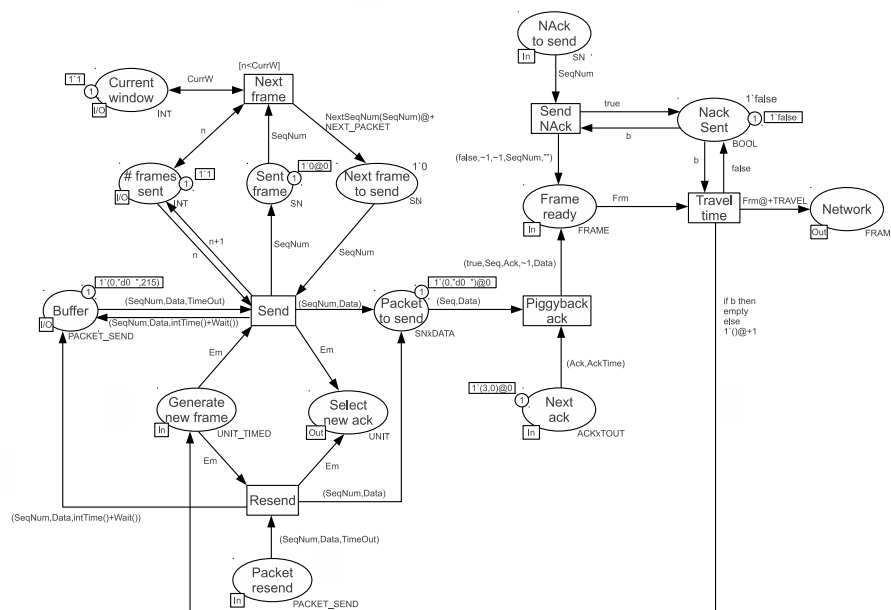 NAck
to send
In
SN
SeqNum
[n<CurrW]
1`1
1
Current
window
I/O
INT
CurrW
Next
frame
n
SeqNum
NextSeqNum(SeqNum)@+
NEXT_PACKET
Send
NAck
true
b
1`false
Nack
Sent
1
1`false
BOOL
(false,~1,~1,SeqNum,"")
b
false
# frames
sent
1
1`1
I/O
INT
1`0@0
Sent
frame
1
SN
1`0
Next frame
to send
SN
Frame
ready
In
FRAME
Frm
Travel
time
Frm@+TRAVEL
Network
Out
FRAM
n+1
n
SeqNum
SeqNum
(true,Seq,Ack,~1,Data)
1`(0,"d0  ",215)
1
Buffer
I/O
PACKET_SEND
(SeqNum,Data,TimeOut)
(SeqNum,Data,intTime()+Wait())
Send
(SeqNum,Data)
1`(0,"d0  ")@0
1
Packet
to send
SNxDATA
(Seq,Data)
Piggyback
ack
if b then
empty
else
1`()@+1
Em
Em
(Ack,AckTime)
Generate
new frame
In
UNIT_TIMED
Select
new ack
Out
UNIT
1`(3,0)@0
1
Next
ack
In
ACKxTOUT
Em
Em
Resend
(SeqNum,Data)
(SeqNum,Data,intTime()+Wait())
(SeqNum,Data,TimeOut)
Packet
resend
In
PACKET_SEND